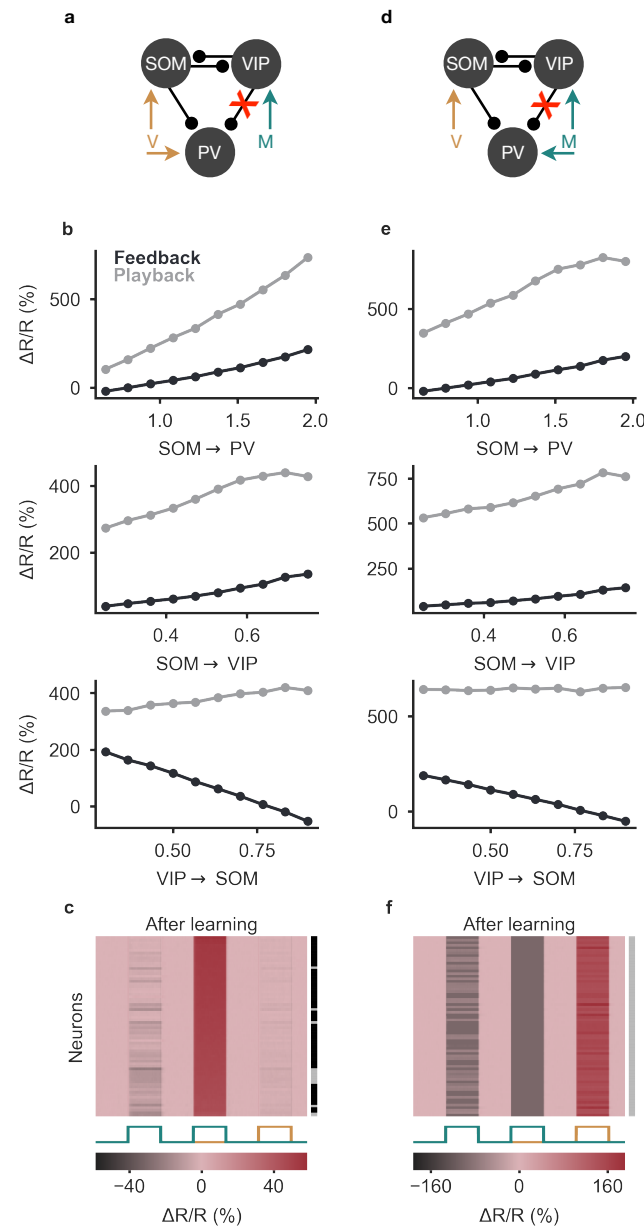 a
SOM
VIP
V
M
PV
b
Feedback
Playback
ΔR/R (%)
500
0
1.0
1.5
2.0
SOM → PV
ΔR/R (%)
400
200
0.4
0.6
SOM → VIP
ΔR/R (%)
400
200
0
0.50
0.75
VIP → SOM
c
After learning
Neurons
−40
0
40
ΔR/R (%)
d
SOM
VIP
V
M
PV
e
500
0
1.0
1.5
2.0
SOM → PV
750
500
250
0.4
0.6
SOM → VIP
500
0
0.50
0.75
VIP → SOM
f
After learning
−160
0
160
ΔR/R (%)